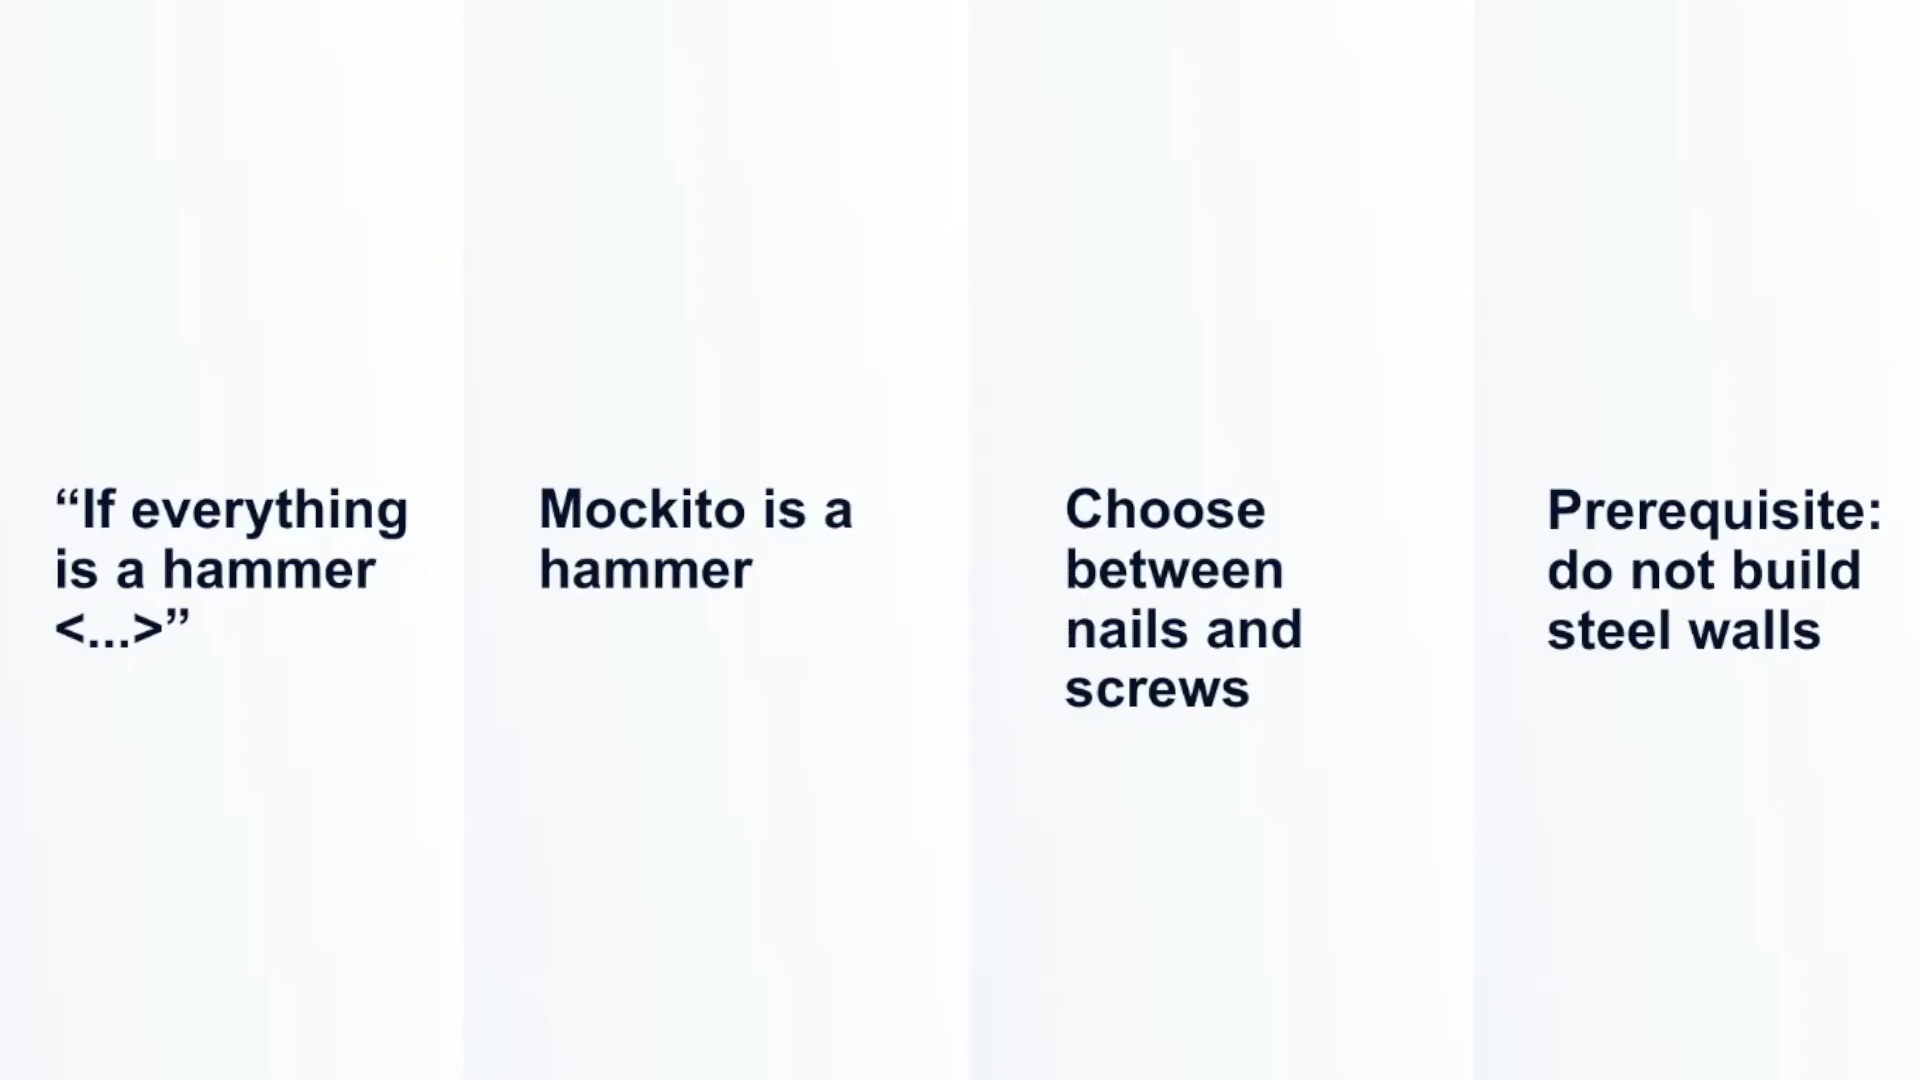 “If everything
is a hammer
<...>”
Mockito is a
hammer
Choose
between
nails and
screws
Prerequisite:
do not build
steel walls